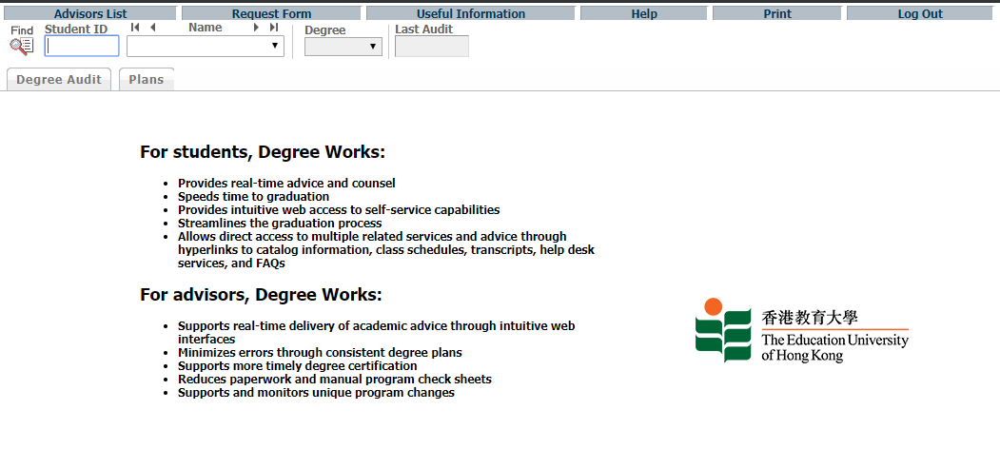 Advisors List Request Form Useful Information Help Print Log Out
Find Student ID Name Degree Last Audit
Degree Audit Plans
For students, Degree Works:
• Provides real-time advice and counsel
• Speeds time to graduation
• Provides intuitive web access to self-service capabilities
• Streamlines the graduation process
• Allows direct access to multiple related services and advice through
hyperlinks to catalog information, class schedules, transcripts, help desk
services, and FAQs
For advisors, Degree Works:
• Supports real-time delivery of academic advice through intuitive web
interfaces
• Minimizes errors through consistent degree plans
• Supports more timely degree certification
• Reduces paperwork and manual program check sheets
• Supports and monitors unique program changes
香港教育大學
The Education University
of Hong Kong